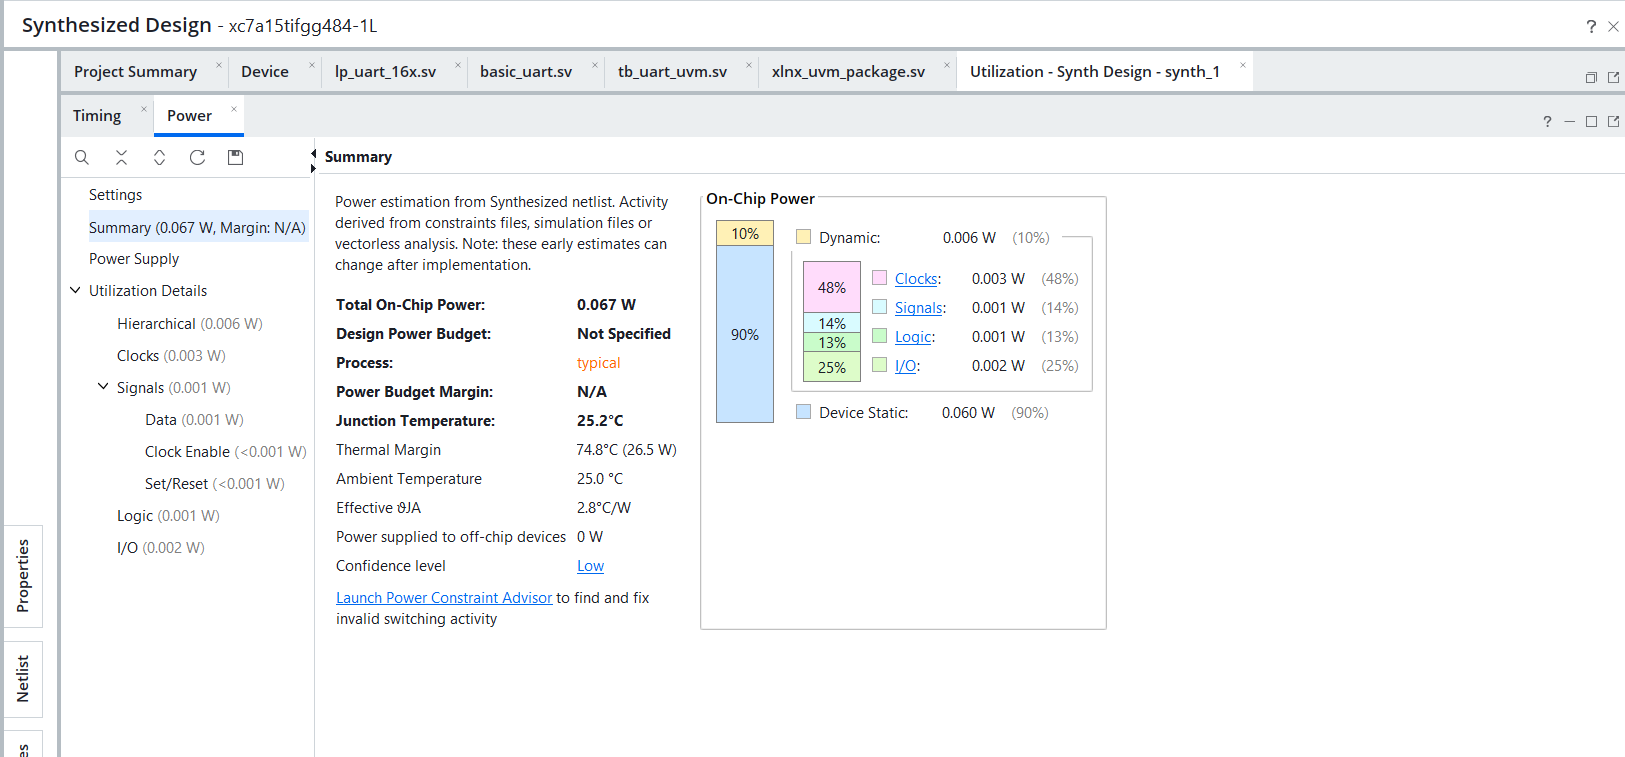 Synthesized Design - xc7a15tifgg484-1L
?
Project Summary
Device
lp_uart_16x.sv
basic_uart.sv
tb_uart_uvm.sv
xlnx_uvm_package.sv
Utilization - Synth Design - synth_1
Timing
Power
?
Settings
Summary (0.067 W, Margin: N/A)
Power Supply
Utilization Details
Hierarchical (0.006 W)
Clocks (0.003 W)
Signals (0.001 W)
Data (0.001 W)
Clock Enable (<0.001 W)
Set/Reset (<0.001 W)
Logic (0.001 W)
I/O (0.002 W)
Properties
Netlist
es
Summary
Power estimation from Synthesized netlist. Activity
derived from constraints files, simulation files or
vectorless analysis. Note: these early estimates can
change after implementation.
Total On-Chip Power: 0.067 W
Design Power Budget: Not Specified
Process: typical
Power Budget Margin: N/A
Junction Temperature: 25.2°C
Thermal Margin 74.8°C (26.5 W)
Ambient Temperature 25.0 °C
Effective ϑJA 2.8°C/W
Power supplied to off-chip devices 0 W
Confidence level Low
Launch Power Constraint Advisor to find and fix
invalid switching activity
On-Chip Power
10%
90%
Dynamic: 0.006 W (10%)
48%
14%
13%
25%
Clocks: 0.003 W (48%)
Signals: 0.001 W (14%)
Logic: 0.001 W (13%)
I/O: 0.002 W (25%)
Device Static: 0.060 W (90%)